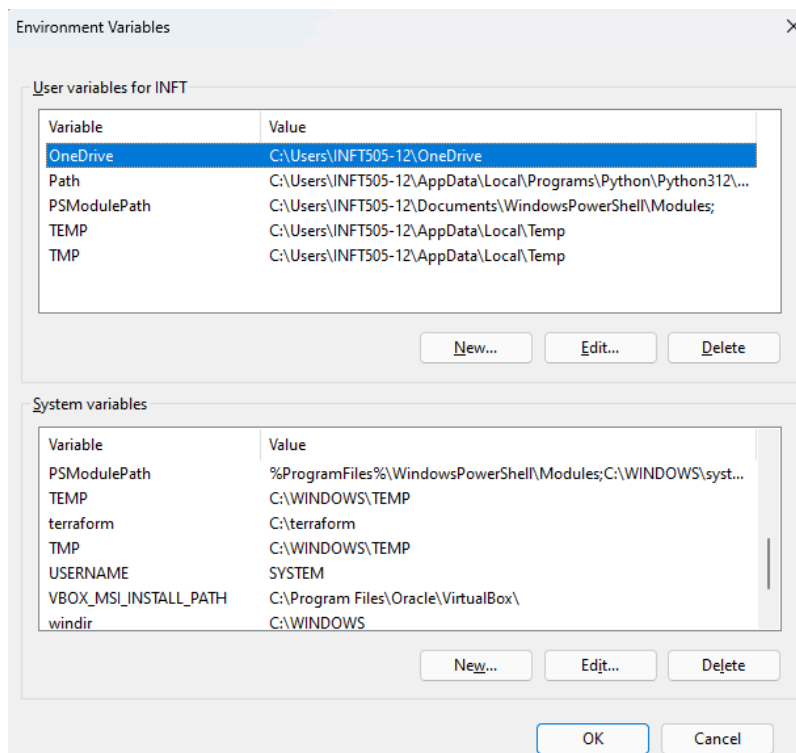 Environment Variables
User variables for INFT
Variable Value
OneDrive C:\Users\INFT505-12\OneDrive
Path C:\Users\INFT505-12\AppData\Local\Programs\Python\Python312\...
PSModulePath C:\Users\INFT505-12\Documents\WindowsPowerShell\Modules;
TEMP C:\Users\INFT505-12\AppData\Local\Temp
TMP C:\Users\INFT505-12\AppData\Local\Temp
New... Edit... Delete
System variables
Variable Value
PSModulePath %ProgramFiles%\WindowsPowerShell\Modules;C:\WINDOWS\syst...
TEMP C:\WINDOWS\TEMP
terraform C:\terraform
TMP C:\WINDOWS\TEMP
USERNAME SYSTEM
VBOX_MSI_INSTALL_PATH C:\Program Files\Oracle\VirtualBox\
windir C:\WINDOWS
New... Edit... Delete
OK Cancel